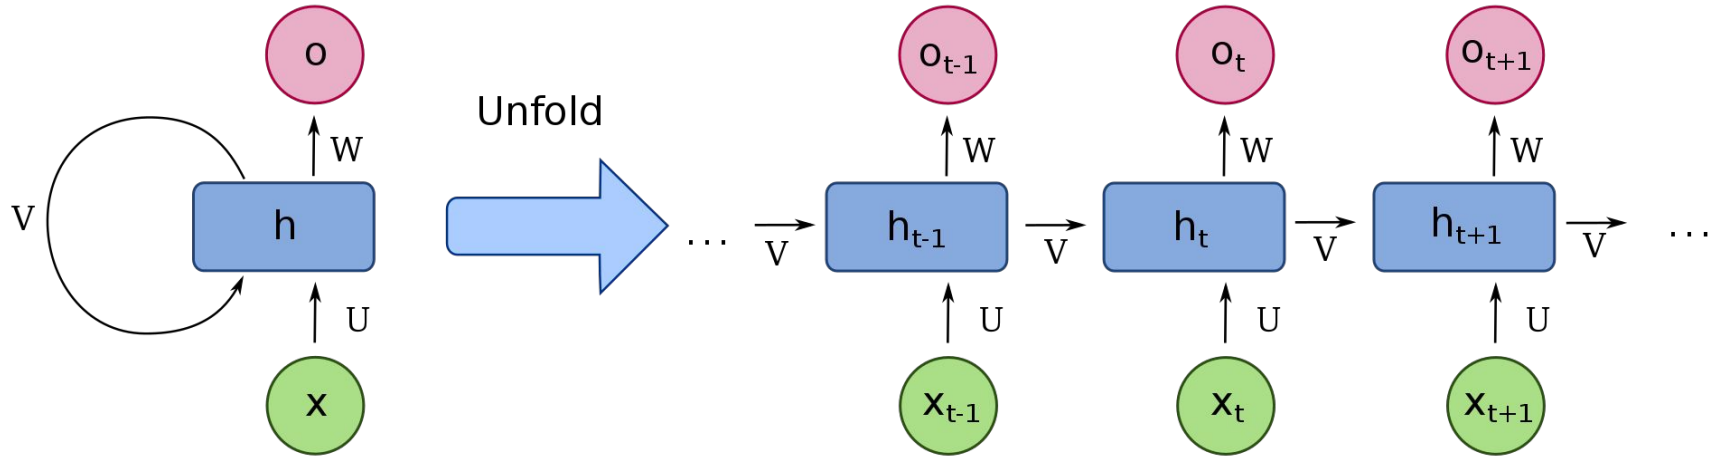 o
W
V
h
U
x
Unfold
...
V
o_{t-1}
W
h_{t-1}
U
x_{t-1}
V
o_t
W
h_t
U
x_t
V
o_{t+1}
W
h_{t+1}
U
x_{t+1}
V
...